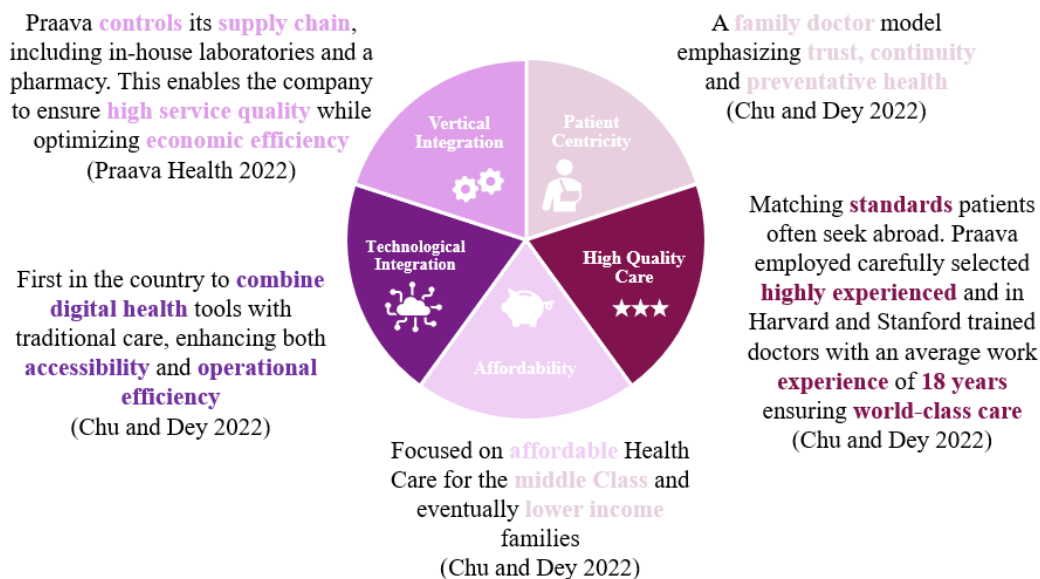 Praava controls its supply chain,
including in-house laboratories and a
pharmacy. This enables the company
to ensure high service quality while
optimizing economic efficiency
(Praava Health 2022)
A family doctor model
emphasizing trust, continuity
and preventative health
(Chu and Dey 2022)
Vertical
Integration
Patient
Centricity
Technological
Integration
High Quality
Care
Affordability
First in the country to combine
digital health tools with
traditional care, enhancing both
accessibility and operational
efficiency
(Chu and Dey 2022)
Matching standards patients
often seek abroad. Praava
employed carefully selected
highly experienced and in
Harvard and Stanford trained
doctors with an average work
experience of 18 years
ensuring world-class care
(Chu and Dey 2022)
Focused on affordable Health
Care for the middle Class and
eventually lower income
families
(Chu and Dey 2022)